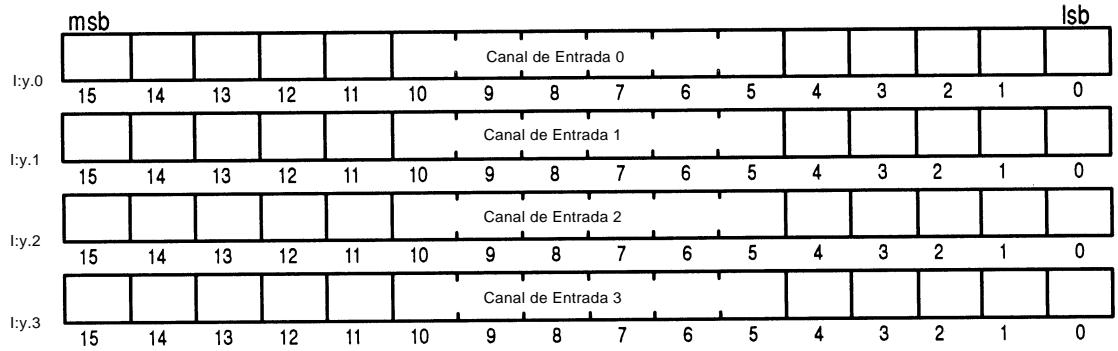 msb lsb
Canal de Entrada 0
I:y.0
15 14 13 12 11 10 9 8 7 6 5 4 3 2 1 0
Canal de Entrada 1
I:y.1
15 14 13 12 11 10 9 8 7 6 5 4 3 2 1 0
Canal de Entrada 2
I:y.2
15 14 13 12 11 10 9 8 7 6 5 4 3 2 1 0
Canal de Entrada 3
I:y.3
15 14 13 12 11 10 9 8 7 6 5 4 3 2 1 0